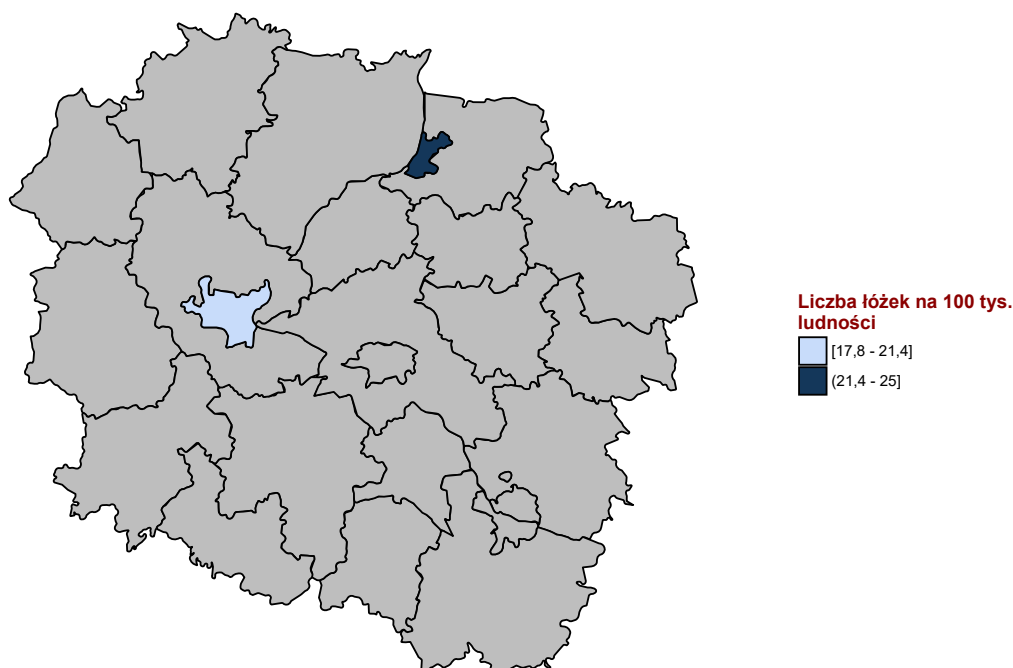 Liczba łóżek na 100 tys.
ludności
[17,8 - 21,4]
(21,4 - 25]